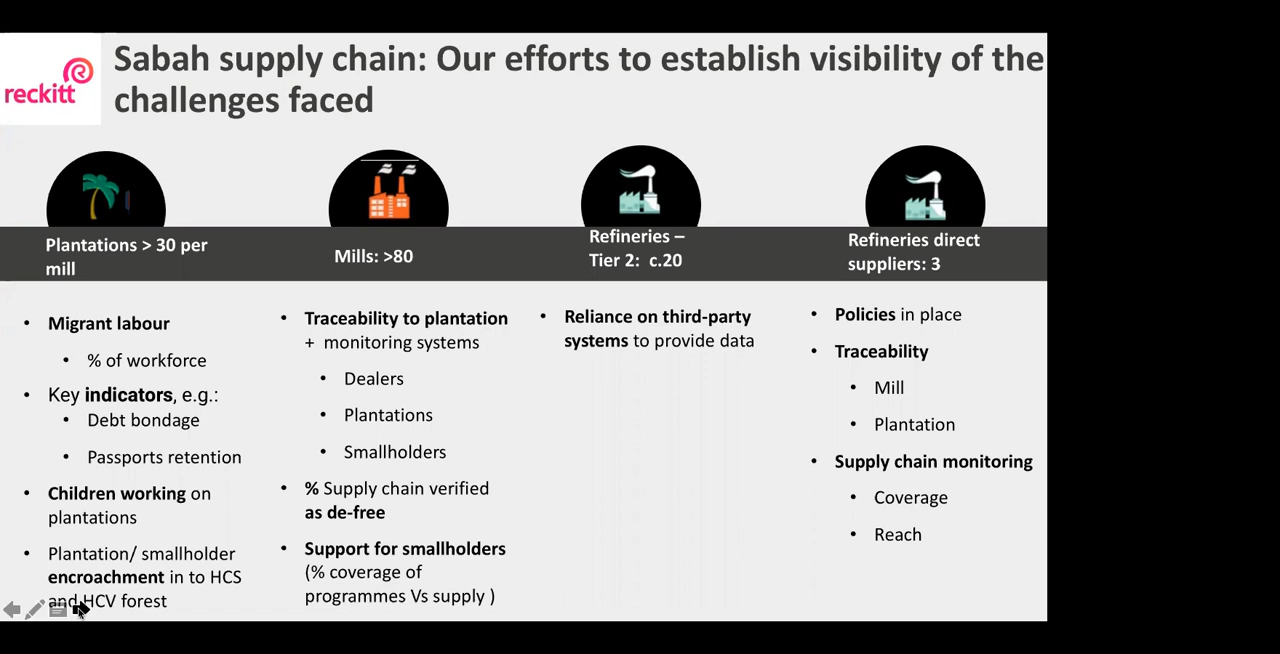 reckitt
Sabah supply chain: Our efforts to establish visibility of the
challenges faced
Plantations > 30 per
mill
• Migrant labour
• % of workforce
• Key indicators, e.g.:
• Debt bondage
• Passports retention
• Children working on
plantations
• Plantation/ smallholder
encroachment in to HCS
and HCV forest
Mills: >80
• Traceability to plantation
+ monitoring systems
• Dealers
• Plantations
• Smallholders
• % Supply chain verified
as de-free
• Support for smallholders
(% coverage of
programmes Vs supply )
Refineries –
Tier 2: c.20
• Reliance on third-party
systems to provide data
Refineries direct
suppliers: 3
• Policies in place
• Traceability
• Mill
• Plantation
• Supply chain monitoring
• Coverage
• Reach